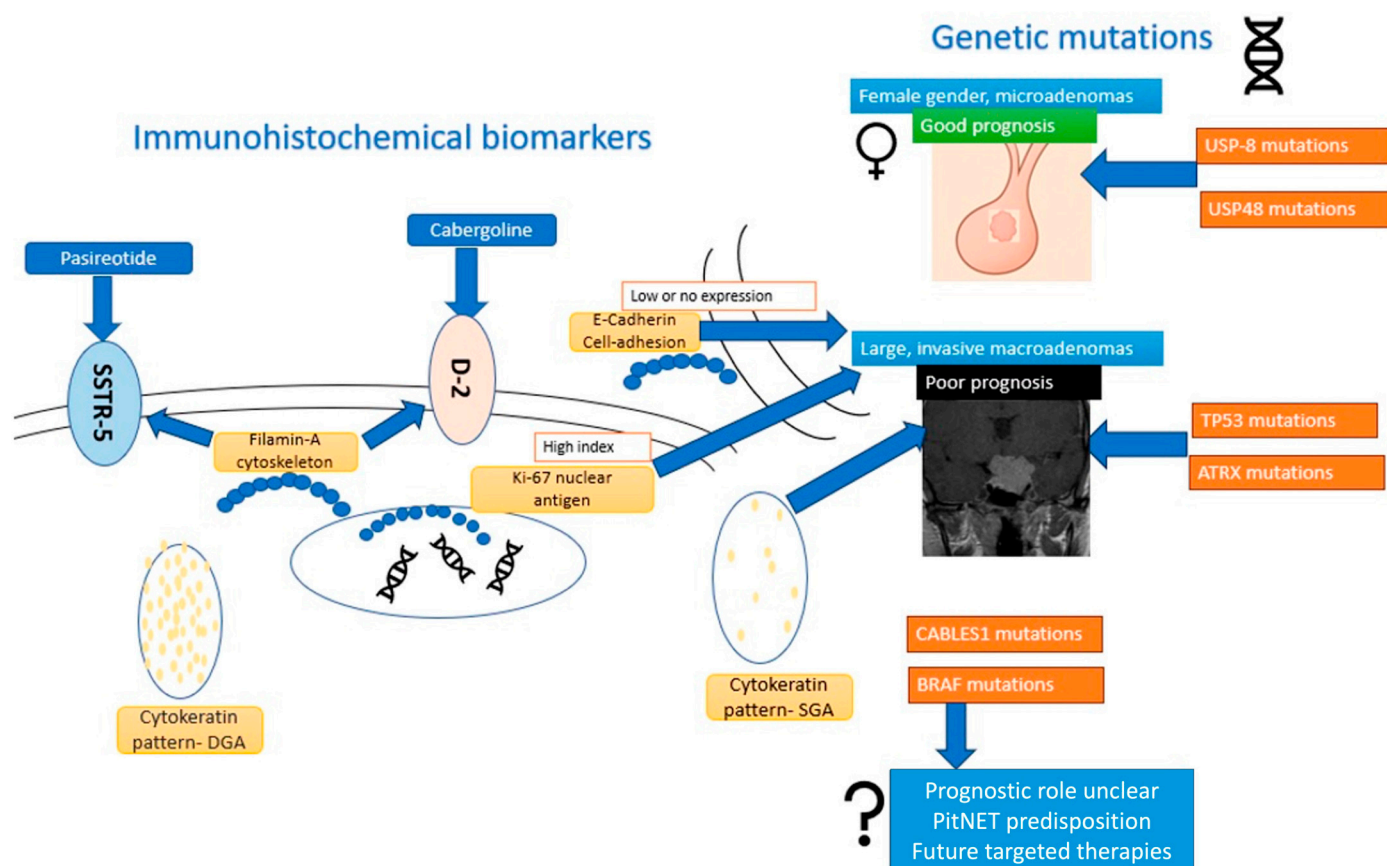 Genetic mutations
Immunohistochemical biomarkers
Female gender, microadenomas
Good prognosis
USP-8 mutations
USP48 mutations
Cabergoline
Pasireotide
SSTR-5
D-2
Low or no expression
E-Cadherin
Cell-adhesion
Large, invasive macroadenomas
Poor prognosis
TP53 mutations
ATRX mutations
Filamin-A
cytoskeleton
High index
Ki-67 nuclear
antigen
Cytokeratin
pattern- DGA
Cytokeratin
pattern- SGA
CABLES1 mutations
BRAF mutations
?
Prognostic role unclear
PitNET predisposition
Future targeted therapies